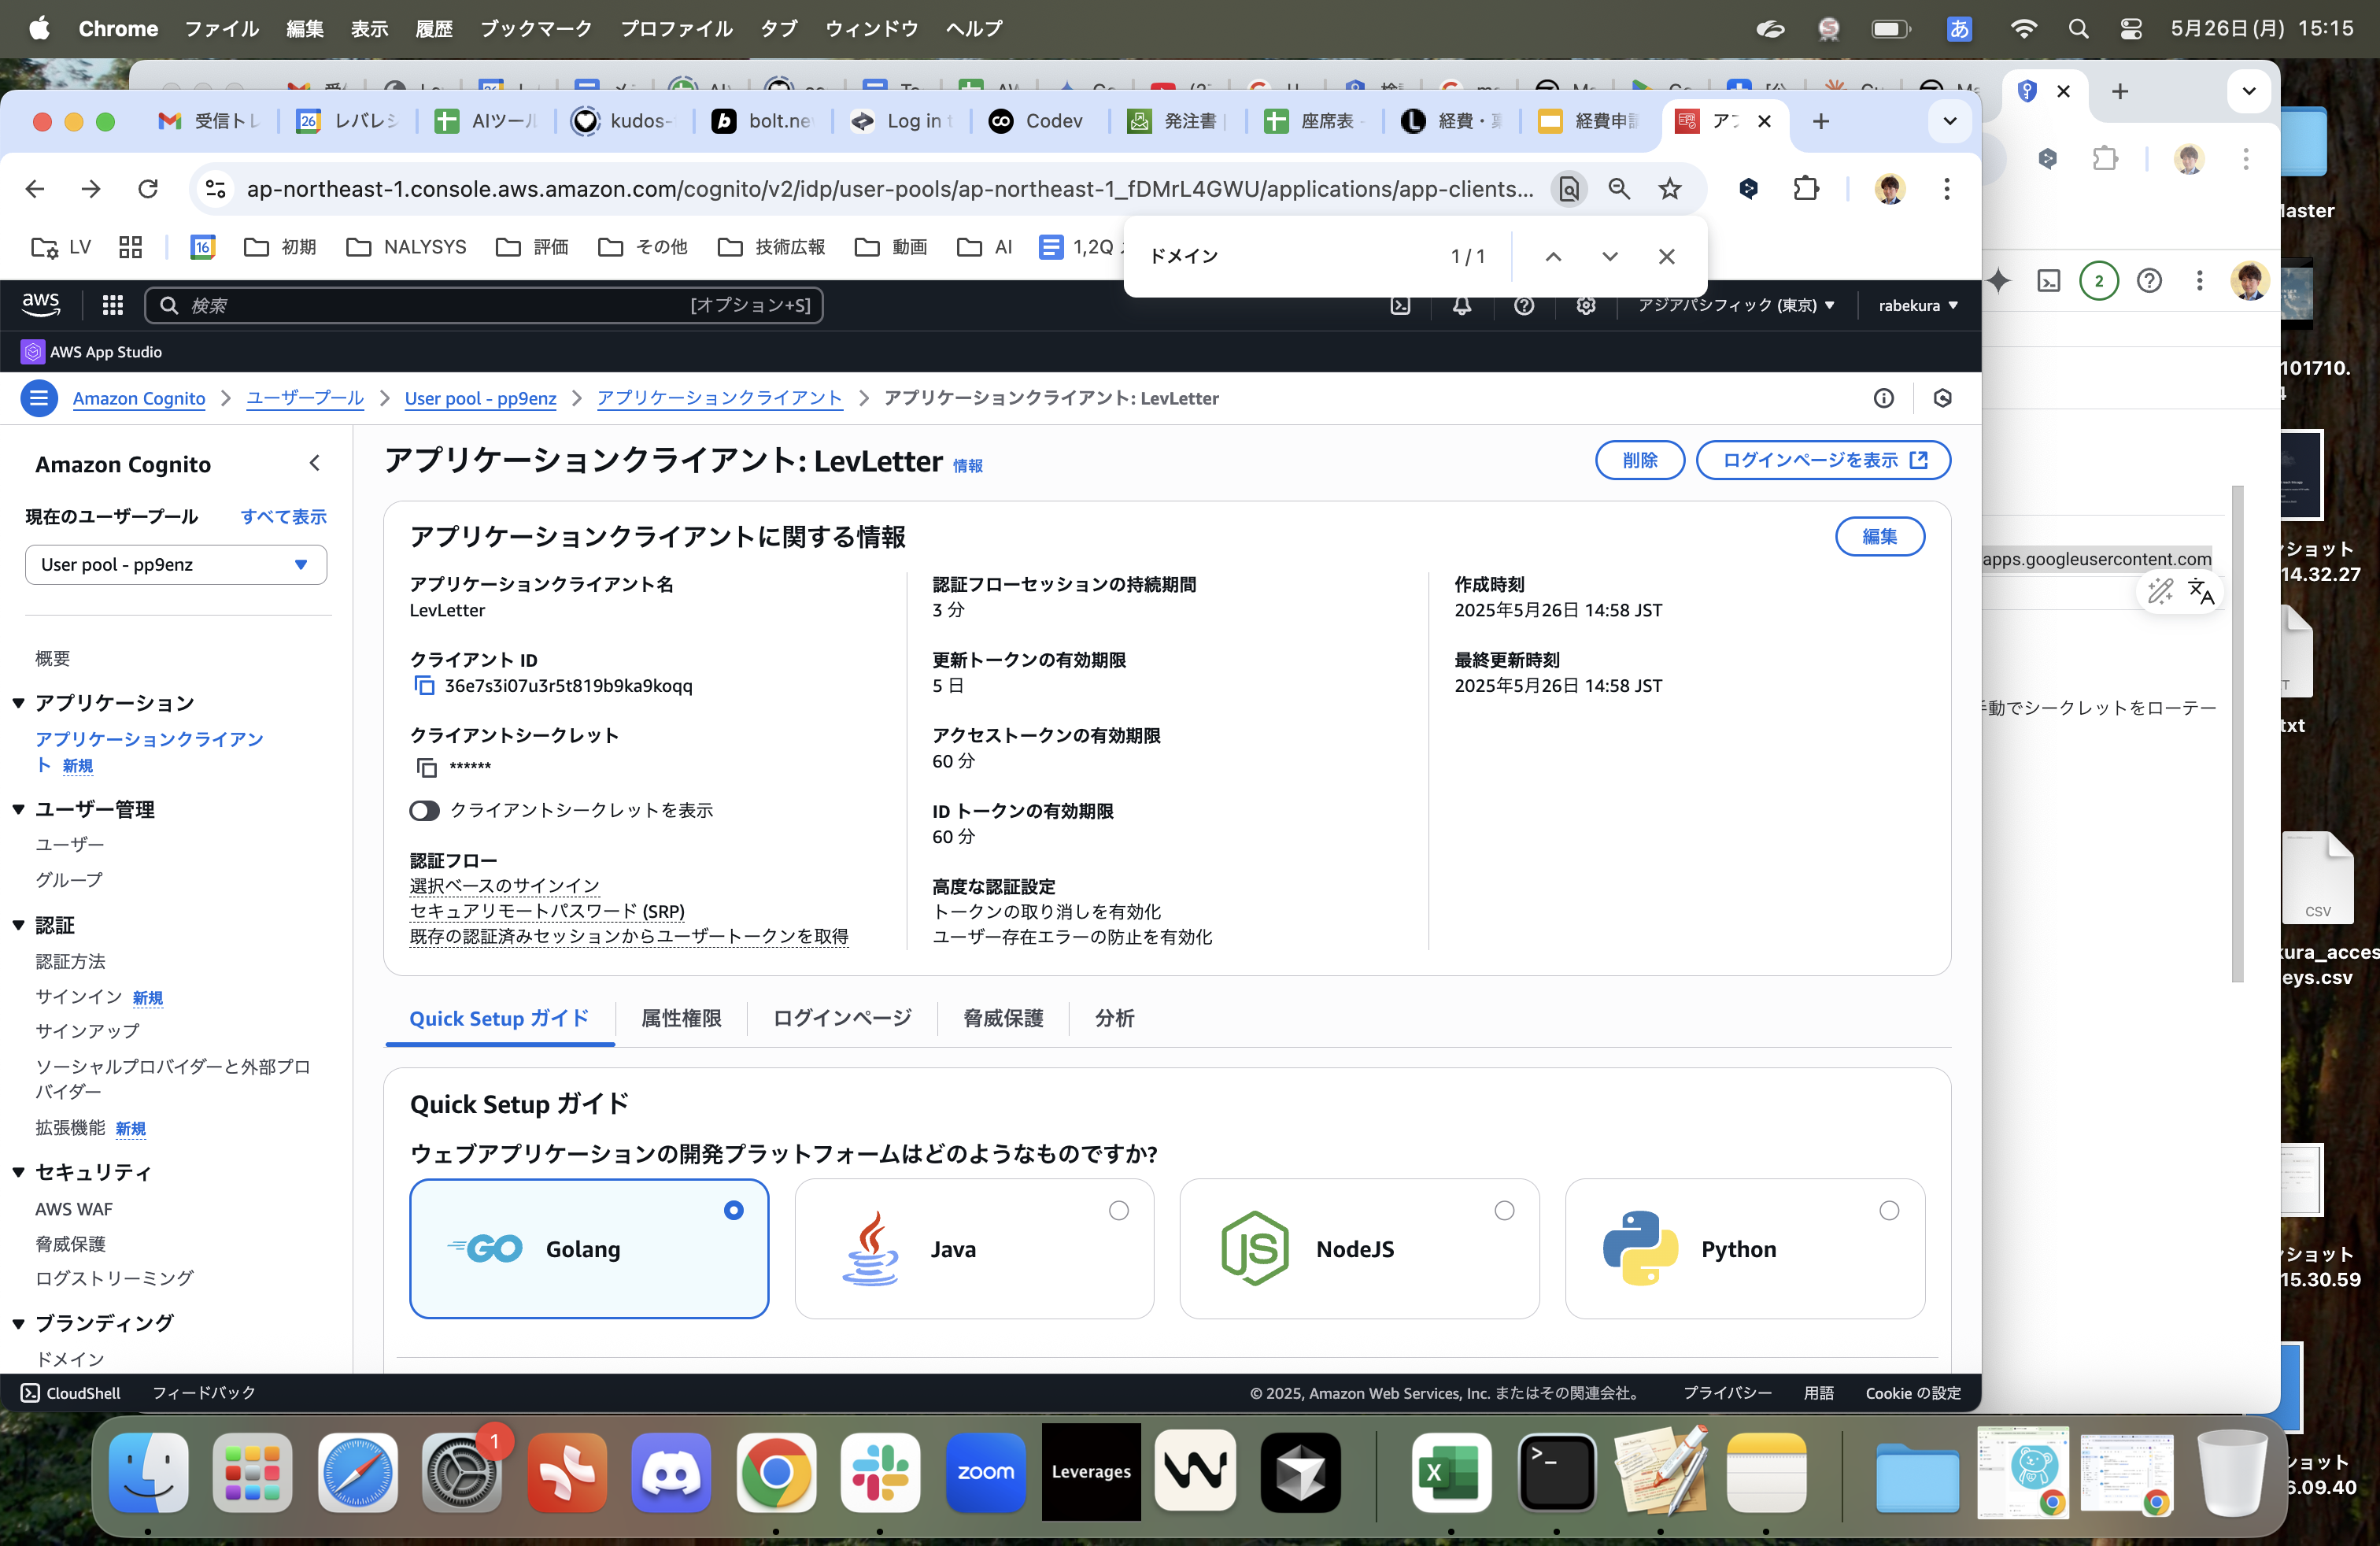 Chrome ファイル 編集 表示 履歴 ブックマーク プロファイル タブ ウィンドウ ヘルプ
あ
5月26日(月) 15:15
受信トレ
26 レバレジ
AIツール
kudos-
bolt.ne
Log in t
Codev
発注書
座席表 -
経費・
経費申請
ap-northeast-1.console.aws.amazon.com/cognito/v2/idp/user-pools/ap-northeast-1_fDMrL4GWU/applications/app-clients...
LV
16
初期
NALYSYS
評価
その他
技術広報
動画
AI
1,2Q
ドメイン 1/1
aws 検索 [オプション+S] アジアパシフィック (東京) ▼ rabekura ▼
AWS App Studio
Amazon Cognito > ユーザープール > User pool - pp9enz > アプリケーションクライアント > アプリケーションクライアント: LevLetter
Amazon Cognito
現在のユーザープール すべて表示
User pool - pp9enz
概要
アプリケーション
アプリケーションクライアン
ト 新規
ユーザー管理
ユーザー
グループ
認証
認証方法
サインイン 新規
サインアップ
ソーシャルプロバイダーと外部プロ
バイダー
拡張機能 新規
セキュリティ
AWS WAF
脅威保護
ログストリーミング
ブランディング
ドメイン
アプリケーションクライアント: LevLetter 情報
削除
ログインページを表示
アプリケーションクライアントに関する情報
編集
アプリケーションクライアント名
LevLetter
クライアント ID
36e7s3i07u3r5t819b9ka9koqq
クライアントシークレット
******
クライアントシークレットを表示
認証フロー
選択ベースのサインイン
セキュアリモートパスワード (SRP)
既存の認証済みセッションからユーザートークンを取得
認証フローセッションの持続期間
3 分
更新トークンの有効期限
5 日
アクセストークンの有効期限
60 分
ID トークンの有効期限
60 分
高度な認証設定
トークンの取り消しを有効化
ユーザー存在エラーの防止を有効化
作成時刻
2025年5月26日 14:58 JST
最終更新時刻
2025年5月26日 14:58 JST
Quick Setup ガイド 属性権限 ログインページ 脅威保護 分析
Quick Setup ガイド
ウェブアプリケーションの開発プラットフォームはどのようなものですか?
GO Golang
Java
JS NodeJS
Python
CloudShell フィードバック
© 2025, Amazon Web Services, Inc. またはその関連会社。 プライバシー 用語 Cookie の設定
2
apps.googleusercontent.com
手動でシークレットをローテー
101710.
14.32.27
txt
CSV
kura_acces
eys.csv
ショット
15.30.59
ショット
6.09.40
1
zoom
Leverages
X